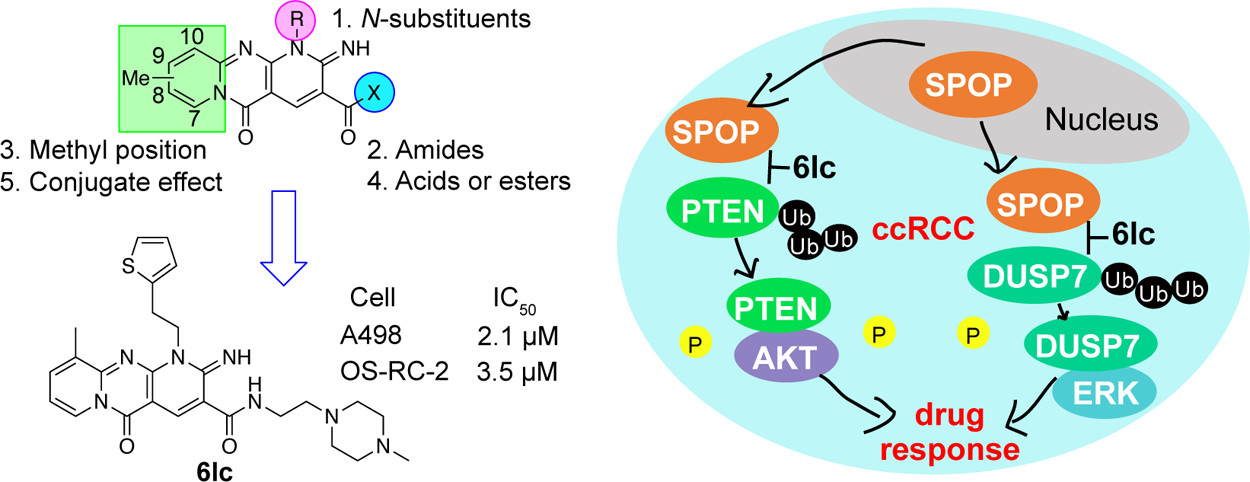 R
1. N-substituents
10
N
N
NH
9
Me
8
N
X
7
O
O
3. Methyl position
2. Amides
5. Conjugate effect
4. Acids or esters
S
Cell
IC50
A498
2.1 µM
OS-RC-2
3.5 µM
N
N
NH
N
H
N
O
O
N
N
6lc
SPOP
Nucleus
SPOP
6lc
PTEN
Ub
Ub
Ub
ccRCC
SPOP
6lc
DUSP7
Ub
Ub
Ub
PTEN
P
AKT
P
P
DUSP7
ERK
drug
response